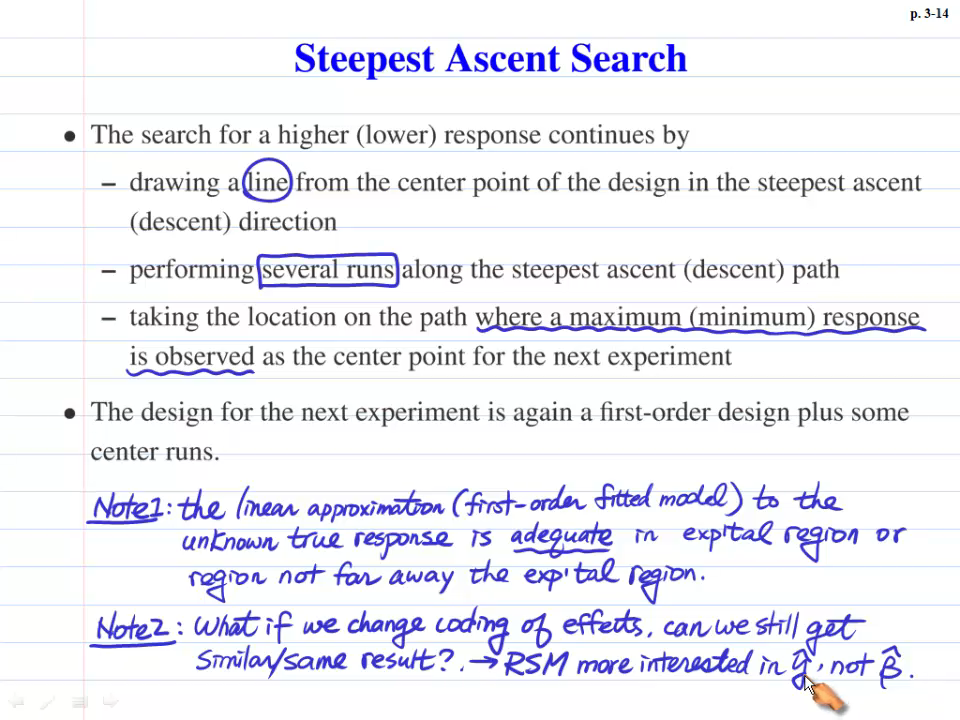 p. 3-14
Steepest Ascent Search
• The search for a higher (lower) response continues by
– drawing a line from the center point of the design in the steepest ascent
(descent) direction
– performing several runs along the steepest ascent (descent) path
– taking the location on the path where a maximum (minimum) response
is observed as the center point for the next experiment
• The design for the next experiment is again a first-order design plus some
center runs.
Note1: the linear approximation (first-order fitted model) to the
unknown true response is adequate in exp'tal region or
region not far away the exp'tal region.
Note2: What if we change coding of effects, can we still get
similar/same result? → RSM more interested in ŷ, not β̂.